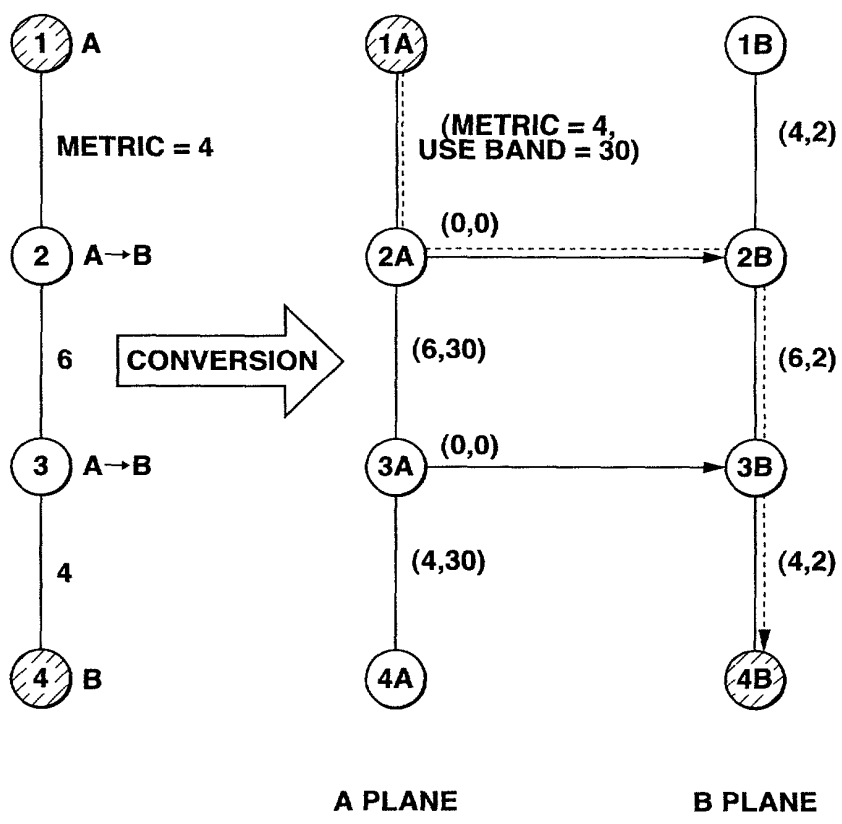 1 A
1A
1B
METRIC = 4
(METRIC = 4,
USE BAND = 30)
(4,2)
2 A→B
2A
(0,0)
2B
6
CONVERSION
(6,30)
(6,2)
3 A→B
3A
(0,0)
3B
4
(4,30)
(4,2)
4 B
4A
4B
A PLANE
B PLANE